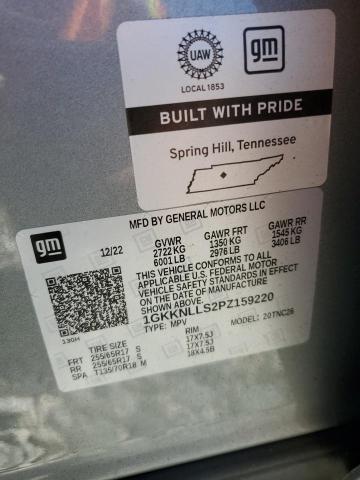 UAW
gm
LOCAL 1853
BUILT WITH PRIDE
Spring Hill, Tennessee
gm
MFD BY GENERAL MOTORS LLC
12/22 GVWR GAWR FRT GAWR RR
2722 KG 1350 KG 1545 KG
6001 LB 2976 LB 3406 LB
THIS VEHICLE CONFORMS TO ALL
APPLICABLE U.S. FEDERAL MOTOR
VEHICLE SAFETY STANDARDS IN EFFECT
ON THE DATE OF MANUFACTURE SHOWN ABOVE.
1GKKNLLS2PZ159220
TYPE: MPV MODEL: 20TNC26
130H
TIRE SIZE RIM
FRT 255/65R17 S 17X7.5J
RR 255/65R17 S 17X7.5J
SPA T135/70R18 M 18X4.5B